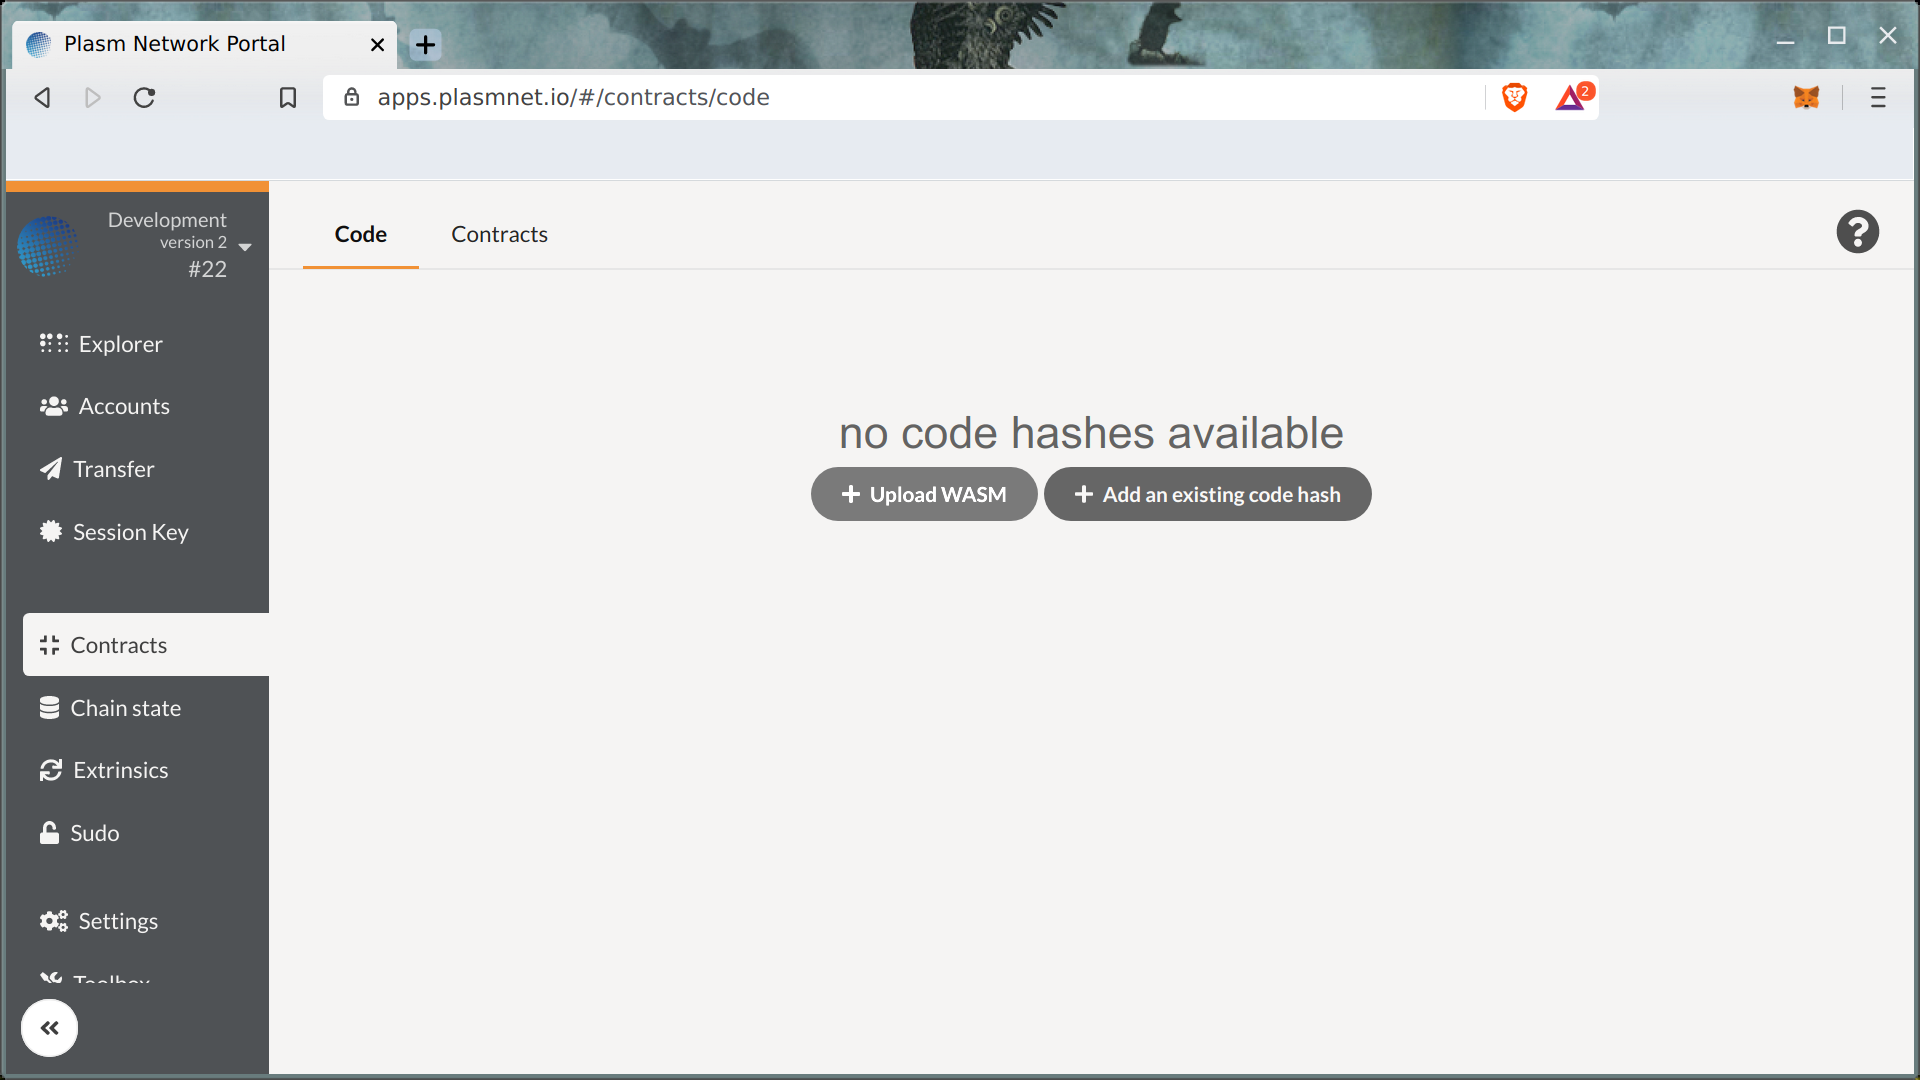 Plasm Network Portal
apps.plasmnet.io/#/contracts/code
2
Development
version 2
#22
Explorer
Accounts
Transfer
Session Key
Contracts
Chain state
Extrinsics
Sudo
Settings
Toolbox
Code
Contracts
no code hashes available
Upload WASM
Add an existing code hash